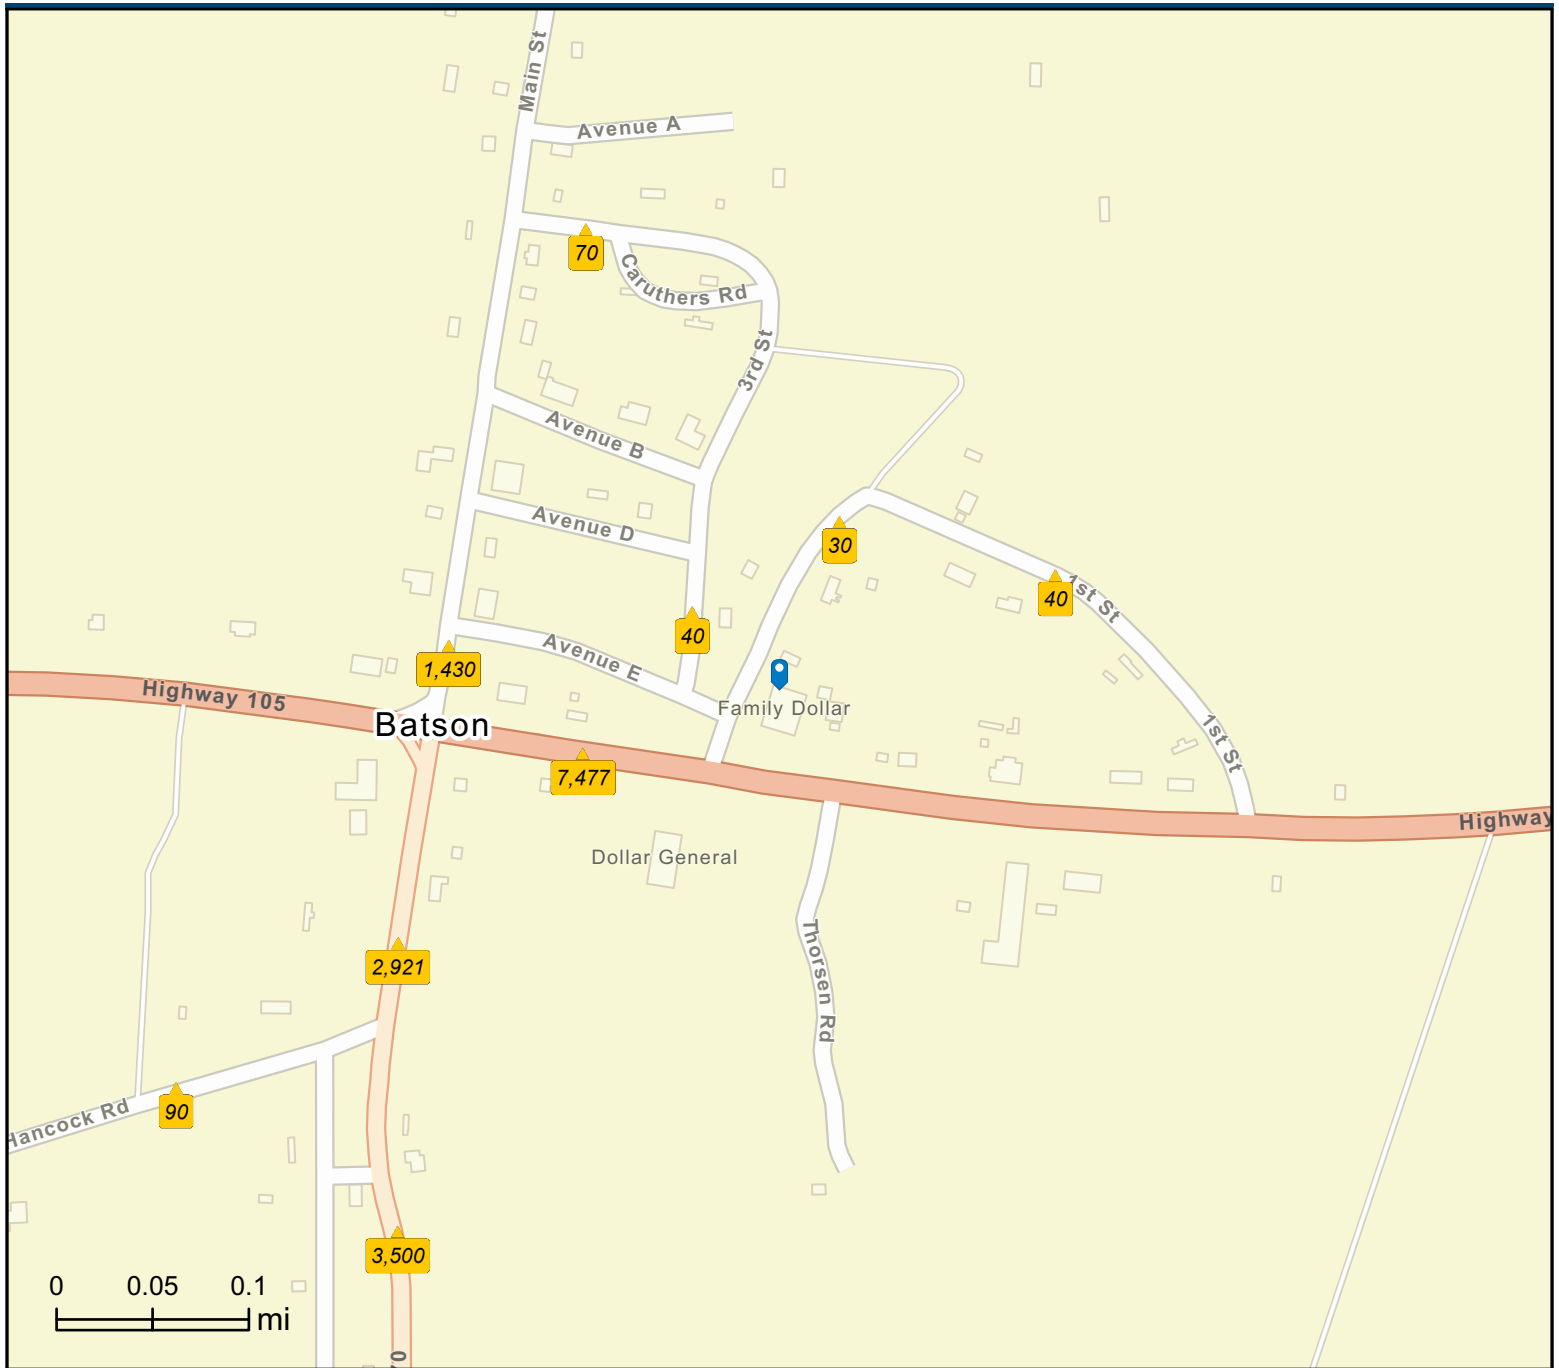 Main St
Avenue A
70
Caruthers Rd
3rd St
Avenue B
Avenue D
30
1st St
40
Avenue E
40
1,430
Highway 105
Batson
Family Dollar
1st St
7,477
Highway
Dollar General
Thorsen Rd
2,921
Hancock Rd
90
3,500
0 0.05 0.1
mi